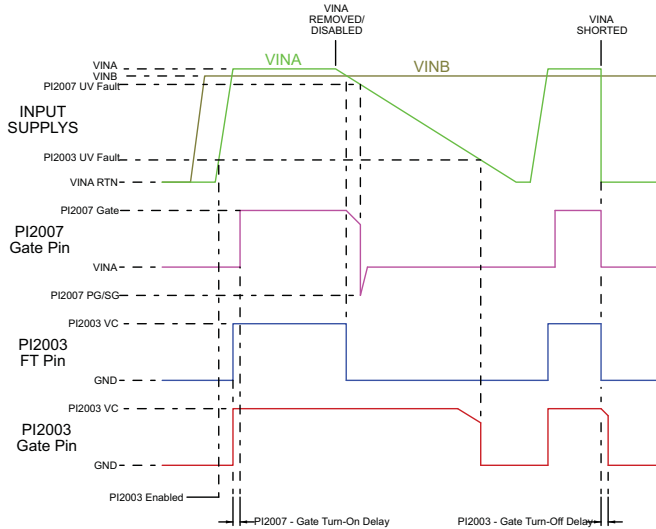 VINA
REMOVED/
DISABLED
VINA
SHORTED
VINA
VINB
PI2007 UV Fault
VINA
VINB
INPUT
SUPPLYS
PI2003 UV Fault
VINA RTN
PI2007 Gate
PI2007
Gate Pin
VINA
PI2007 PG/SG
PI2003 VC
PI2003
FT Pin
GND
PI2003 VC
PI2003
Gate Pin
GND
PI2003 Enabled
PI2007 - Gate Turn-On Delay
PI2003 - Gate Turn-Off Delay